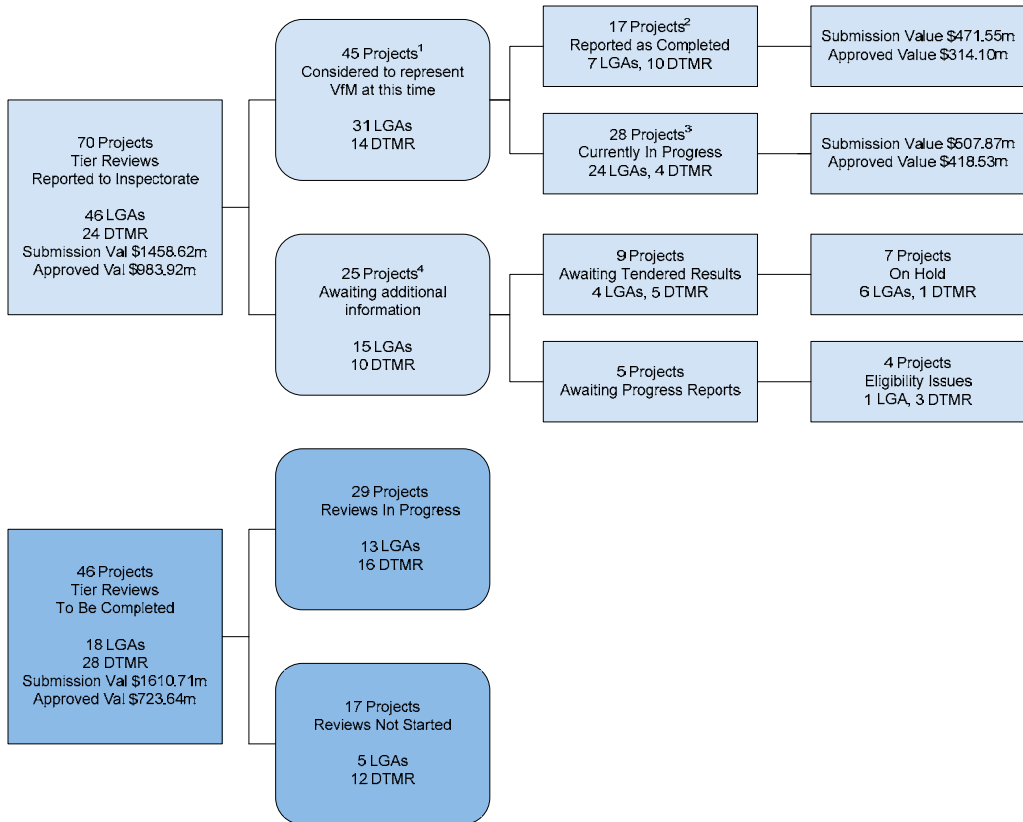 70 Projects
Tier Reviews
Reported to Inspectorate
46 LGAs
24 DTMR
Submission Val $1458.62m
Approved Val $983.92m
45 Projects¹
Considered to represent
VfM at this time
31 LGAs
14 DTMR
17 Projects²
Reported as Completed
7 LGAs, 10 DTMR
Submission Value $471.55m
Approved Value $314.10m
28 Projects³
Currently In Progress
24 LGAs, 4 DTMR
Submission Value $507.87m
Approved Value $418.53m
25 Projects⁴
Awaiting additional
information
15 LGAs
10 DTMR
9 Projects
Awaiting Tendered Results
4 LGAs, 5 DTMR
7 Projects
On Hold
6 LGAs, 1 DTMR
5 Projects
Awaiting Progress Reports
4 Projects
Eligibility Issues
1 LGA, 3 DTMR
46 Projects
Tier Reviews
To Be Completed
18 LGAs
28 DTMR
Submission Val $1610.71m
Approved Val $723.64m
29 Projects
Reviews In Progress
13 LGAs
16 DTMR
17 Projects
Reviews Not Started
5 LGAs
12 DTMR